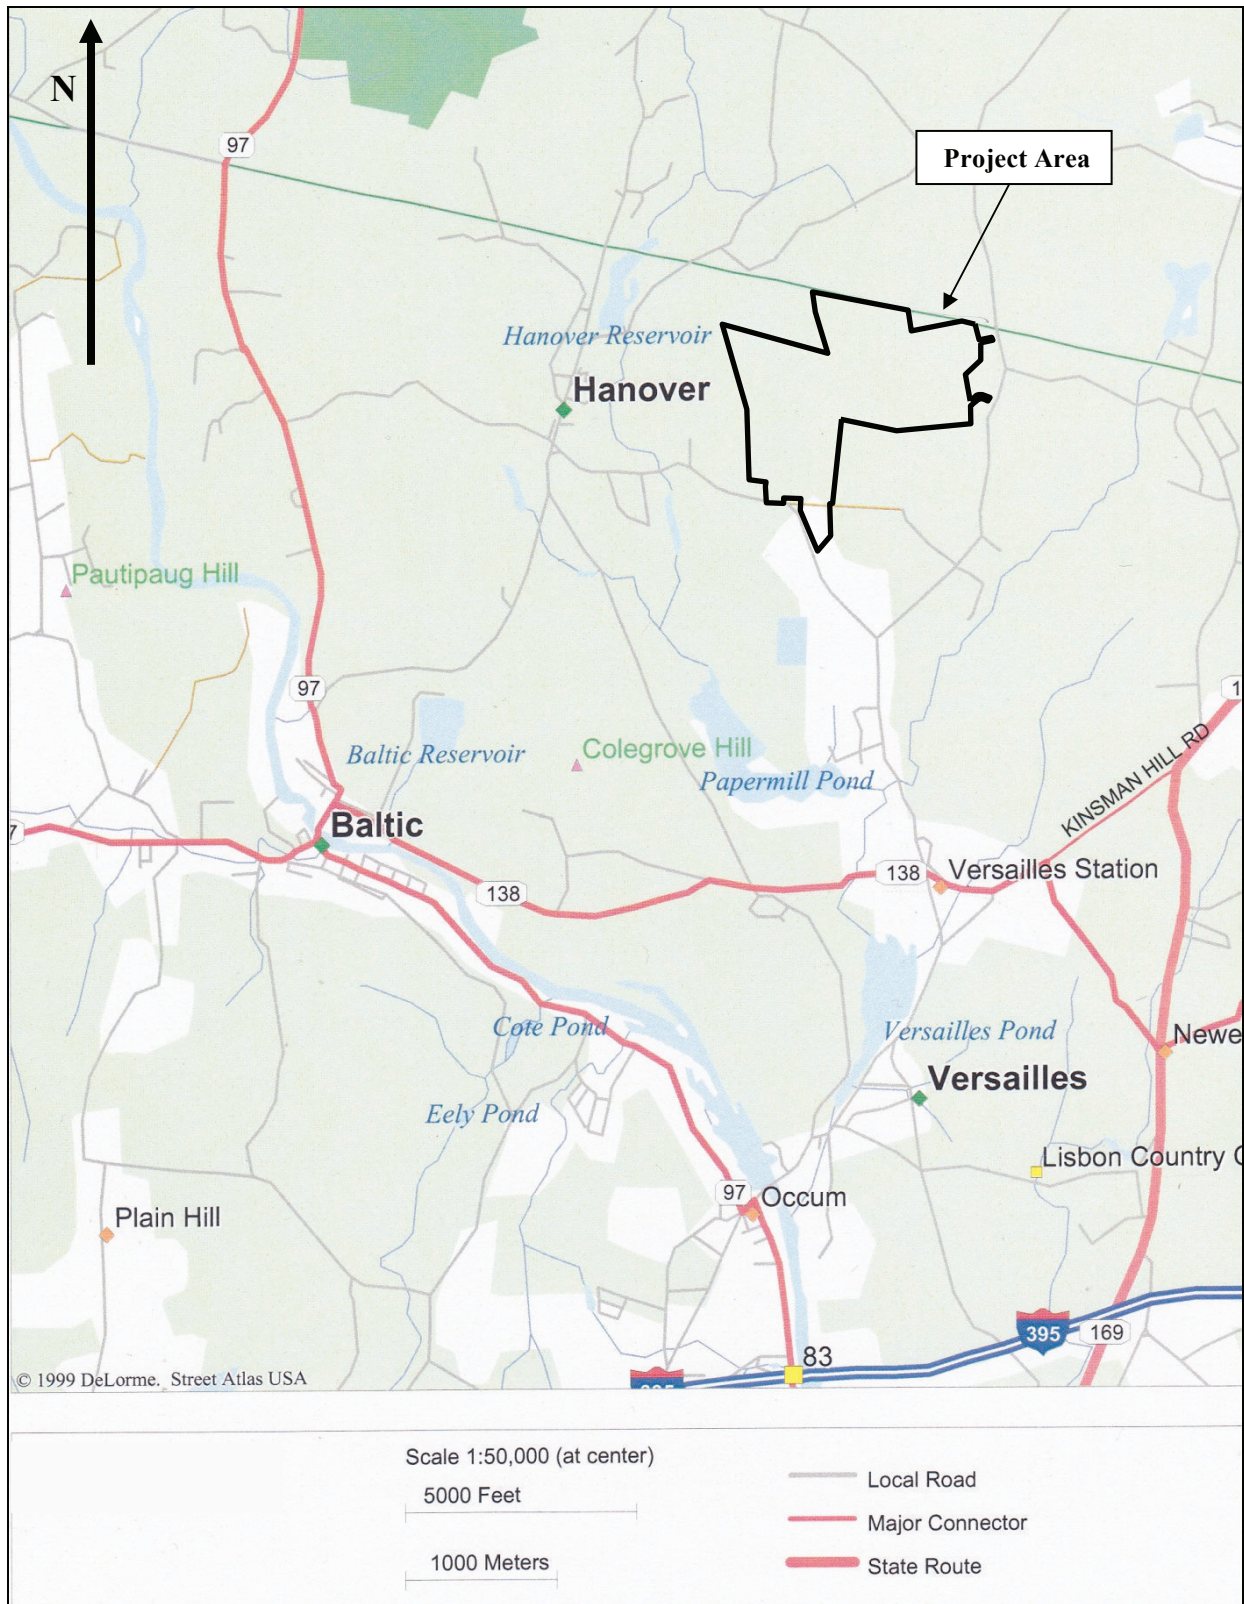 N
97
Project Area
Hanover Reservoir
Hanover
Pautipaug Hill
97
1
KINSMAN HILL RD
Baltic Reservoir
Colegrove Hill
Papermill Pond
7
Baltic
138
138
Versailles Station
Cote Pond
Versailles Pond
Newe
Versailles
Eely Pond
Lisbon Country C
97
Occum
Plain Hill
395
169
83
395
© 1999 DeLorme. Street Atlas USA
Scale 1:50,000 (at center)
5000 Feet
1000 Meters
Local Road
Major Connector
State Route